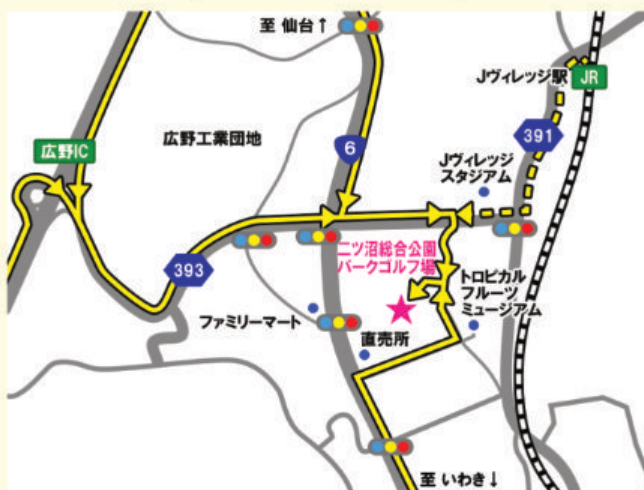 至 仙台↑
Jヴィレッジ駅
JR
広野工業団地
391
広野IC
6
Jヴィレッジ
スタジアム
二ツ沼総合公園
パークゴルフ場
393
トロピカル
フルーツ
ミュージアム
ファミリーマート
直売所
至 いわき↓